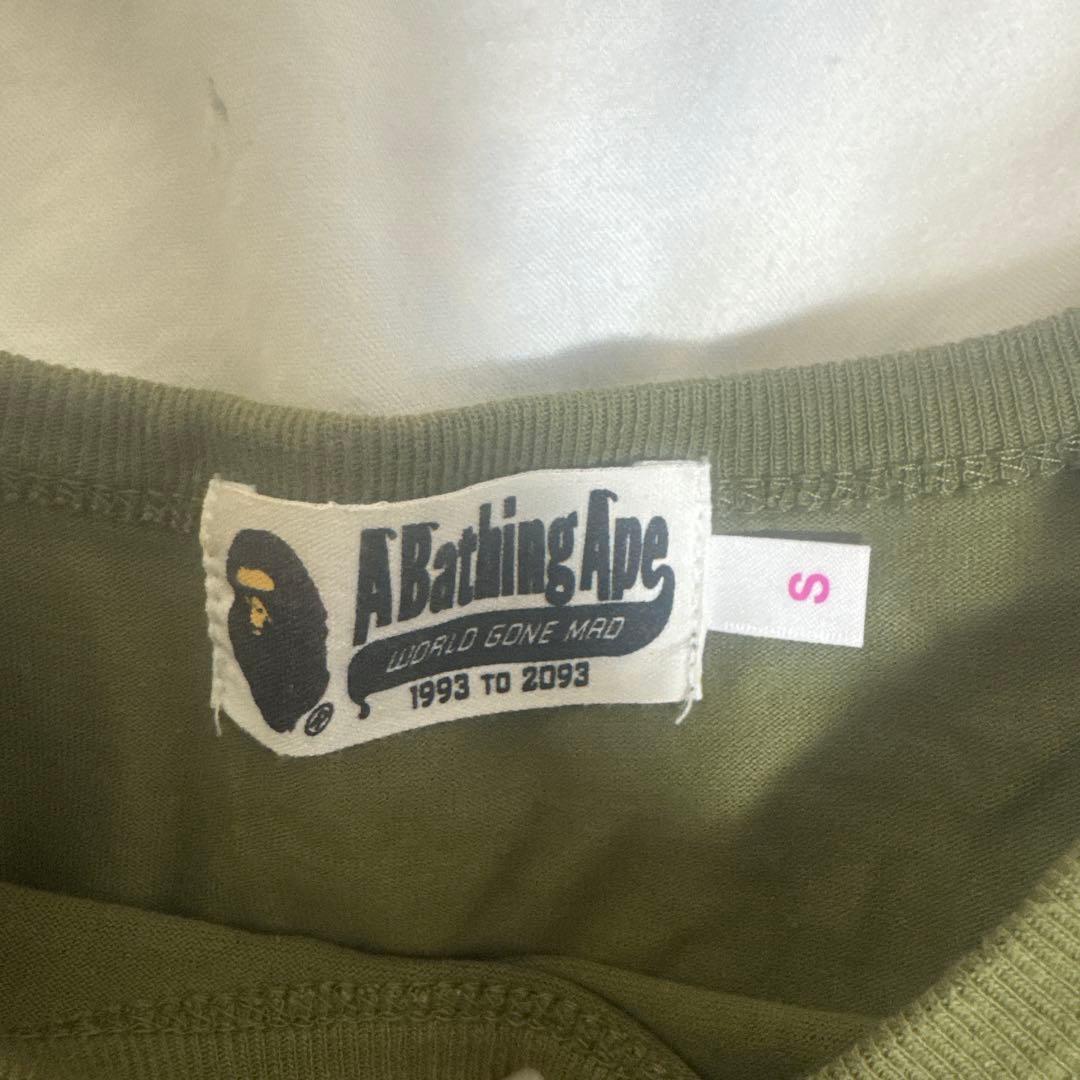 A Bathing Ape
WORLD GONE MAD
1993 TO 2093
®
S